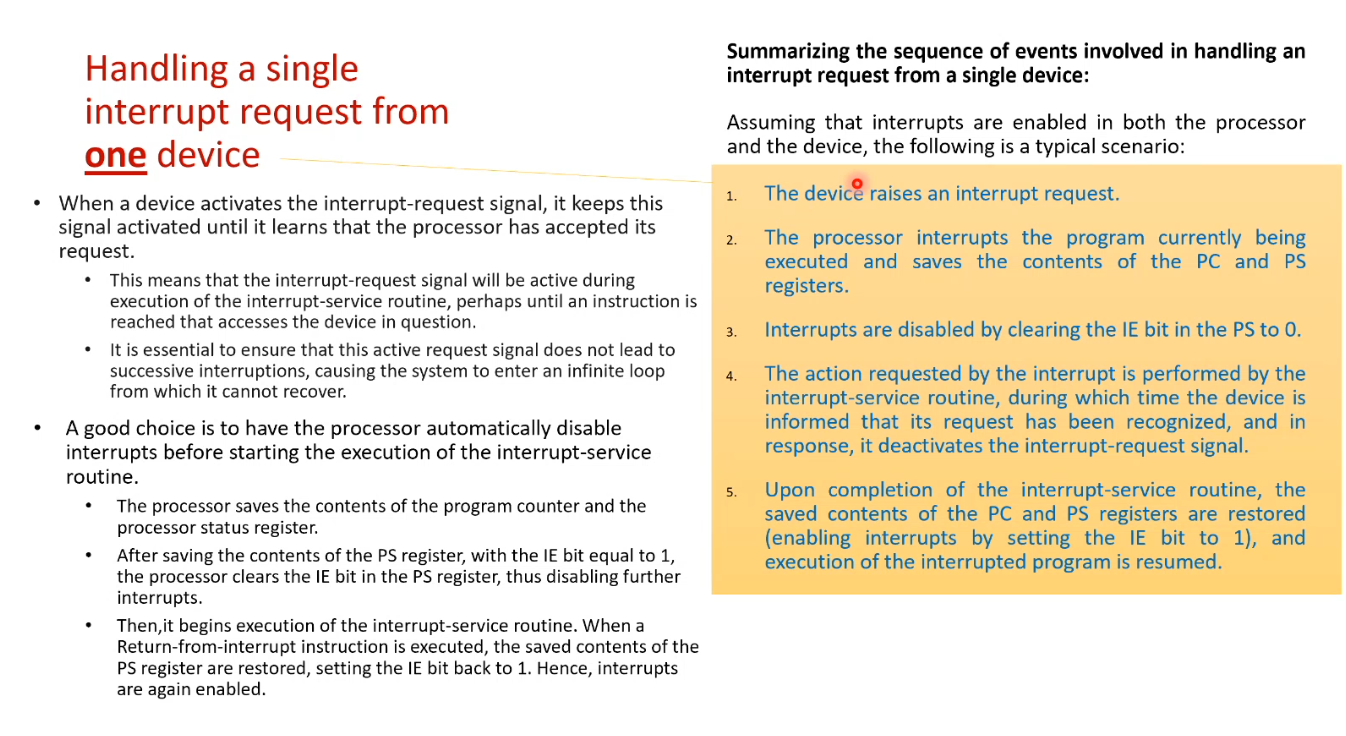 Handling a single
interrupt request from
one device
• When a device activates the interrupt-request signal, it keeps this
signal activated until it learns that the processor has accepted its
request.
• This means that the interrupt-request signal will be active during
execution of the interrupt-service routine, perhaps until an instruction is
reached that accesses the device in question.
• It is essential to ensure that this active request signal does not lead to
successive interruptions, causing the system to enter an infinite loop
from which it cannot recover.
• A good choice is to have the processor automatically disable
interrupts before starting the execution of the interrupt-service
routine.
• The processor saves the contents of the program counter and the
processor status register.
• After saving the contents of the PS register, with the IE bit equal to 1,
the processor clears the IE bit in the PS register, thus disabling further
interrupts.
• Then,it begins execution of the interrupt-service routine. When a
Return-from-interrupt instruction is executed, the saved contents of the
PS register are restored, setting the IE bit back to 1. Hence, interrupts
are again enabled.
Summarizing the sequence of events involved in handling an
interrupt request from a single device:
Assuming that interrupts are enabled in both the processor
and the device, the following is a typical scenario:
1. The device raises an interrupt request.
2. The processor interrupts the program currently being
executed and saves the contents of the PC and PS
registers.
3. Interrupts are disabled by clearing the IE bit in the PS to 0.
4. The action requested by the interrupt is performed by the
interrupt-service routine, during which time the device is
informed that its request has been recognized, and in
response, it deactivates the interrupt-request signal.
5. Upon completion of the interrupt-service routine, the
saved contents of the PC and PS registers are restored
(enabling interrupts by setting the IE bit to 1), and
execution of the interrupted program is resumed.